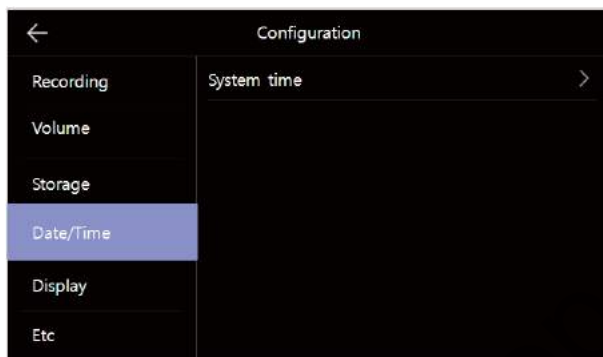 Configuration
Recording
System time
Volume
Storage
Date/Time
Display
Etc